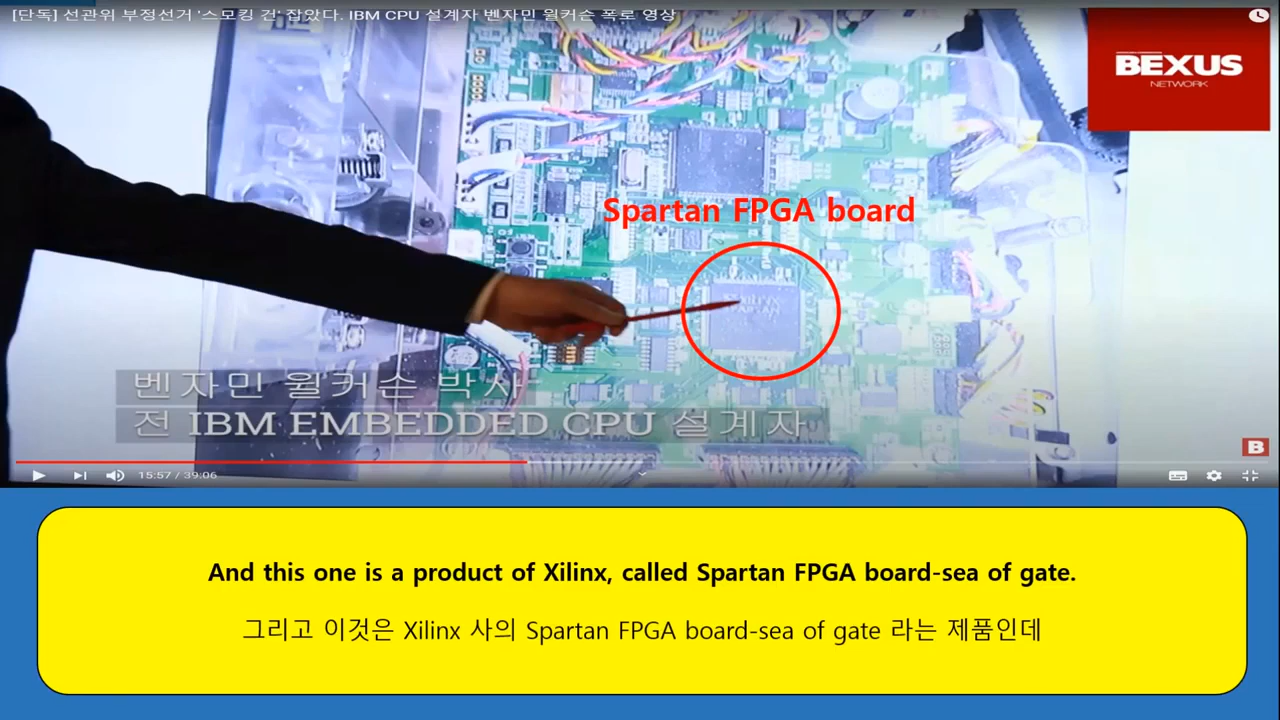 [단독] 선관위 부정선거 '스모킹 건' 잡았다. IBM CPU 설계자 벤자민 윌커슨 폭로 영상
BEXUS
NETWORK
Spartan FPGA board
XILINX
SPARTAN
벤자민 윌커슨 박사
전 IBM EMBEDDED CPU 설계자
B
15:57 / 39:06
And this one is a product of Xilinx, called Spartan FPGA board-sea of gate.
그리고 이것은 Xilinx 사의 Spartan FPGA board-sea of gate 라는 제품인데